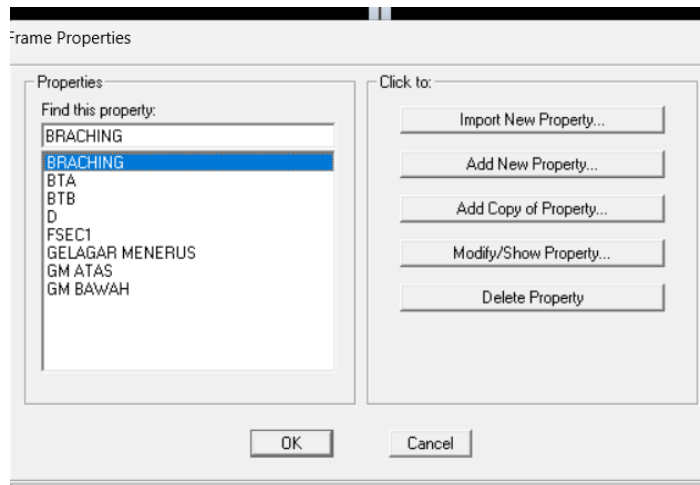 Frame Properties
Properties
Find this property:
BRACHING
BRACHING
BTA
BTB
D
FSEC1
GELAGAR MENERUS
GM ATAS
GM BAWAH
Click to:
Import New Property...
Add New Property...
Add Copy of Property...
Modify/Show Property...
Delete Property
OK
Cancel